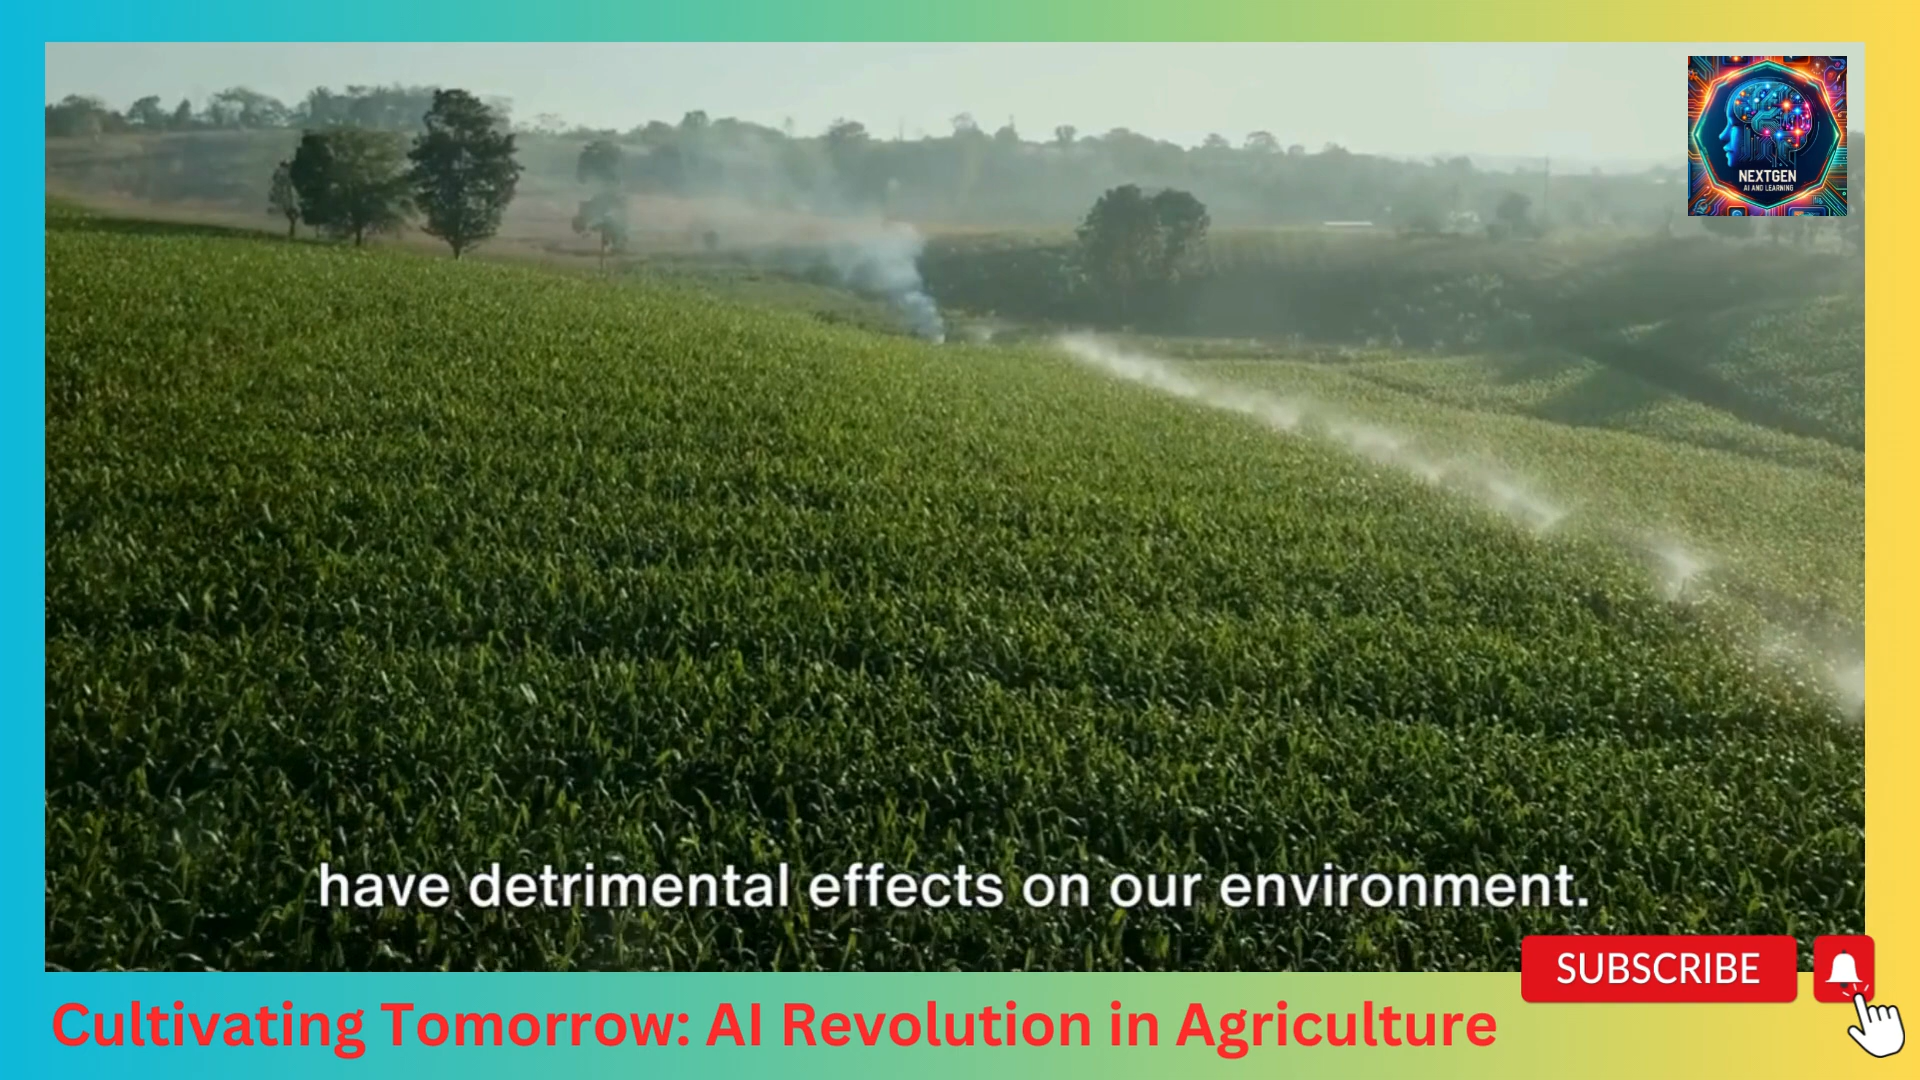 NEXTGEN
AI AND LEARNING
have detrimental effects on our environment.
SUBSCRIBE
Cultivating Tomorrow: AI Revolution in Agriculture